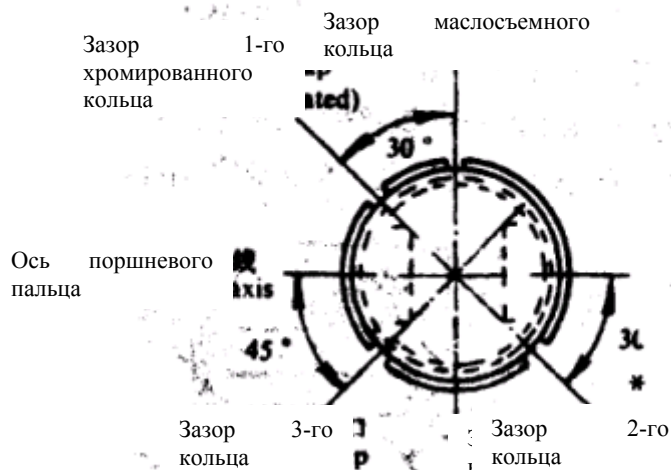 Зазор маслосъемного
кольца
Зазор 1-го
хромированного
кольца
ated)
30 °
Ось поршневого
пальца
axis
45 °
Зазор 3-го
кольца
Зазор 2-го
кольца